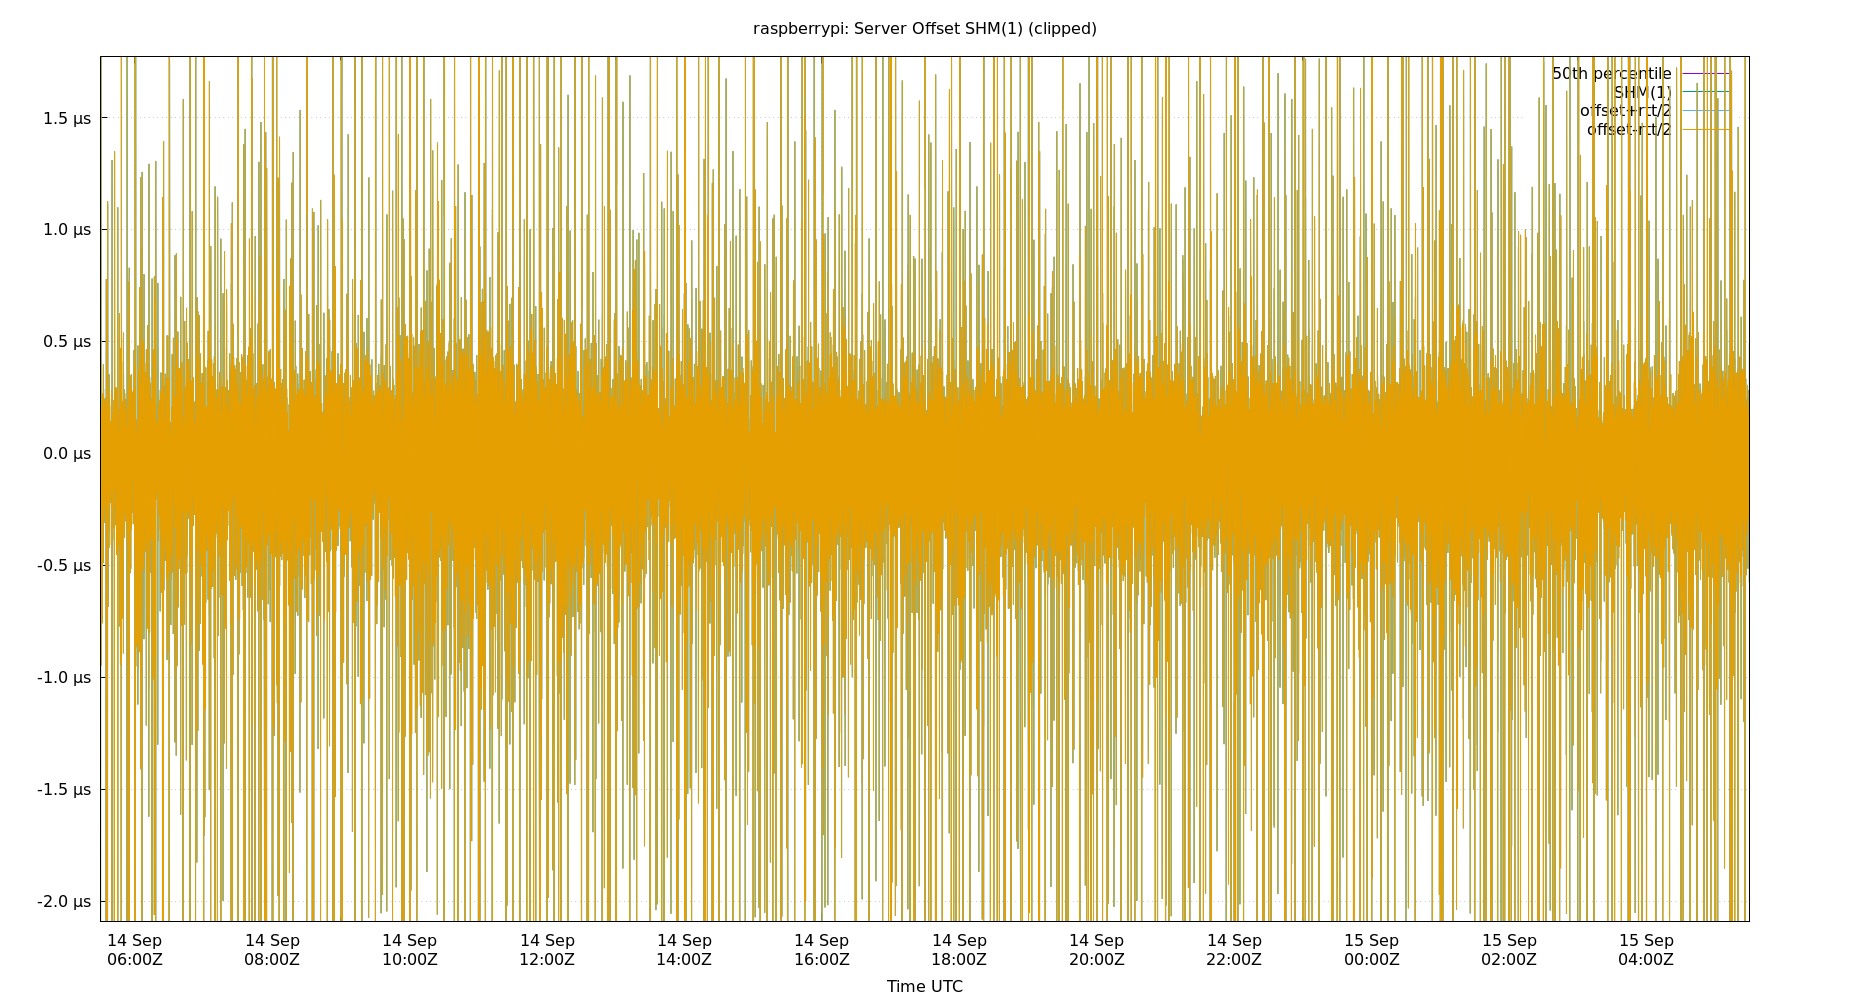 raspberrypi: Server Offset SHM(1) (clipped)
50th percentile
SHM(1)
offset+rtt/2
offset-rtt/2
1.5 µs
1.0 µs
0.5 µs
0.0 µs
-0.5 µs
-1.0 µs
-1.5 µs
-2.0 µs
14 Sep 14 Sep 14 Sep 14 Sep 14 Sep 14 Sep 14 Sep 14 Sep 14 Sep 15 Sep 15 Sep 15 Sep
06:00Z 08:00Z 10:00Z 12:00Z 14:00Z 16:00Z 18:00Z 20:00Z 22:00Z 00:00Z 02:00Z 04:00Z
Time UTC